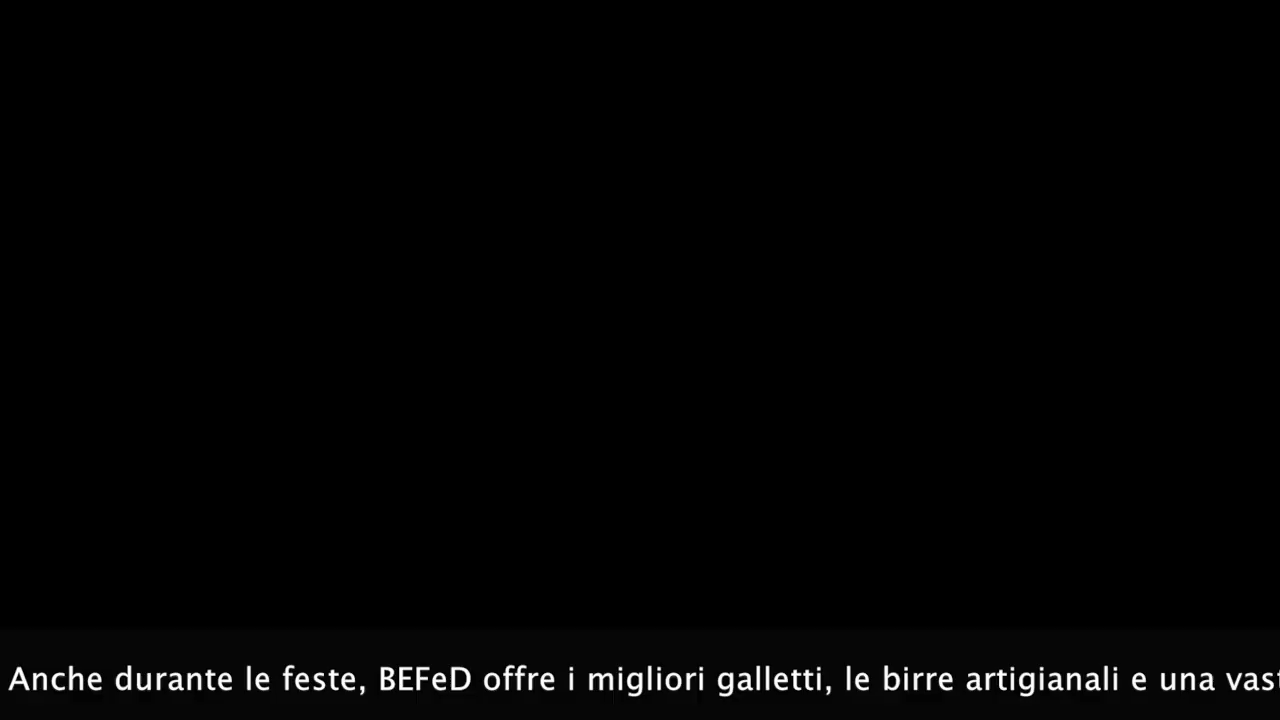 Anche durante le feste, BEFeD offre i migliori galletti, le birre artigianali e una